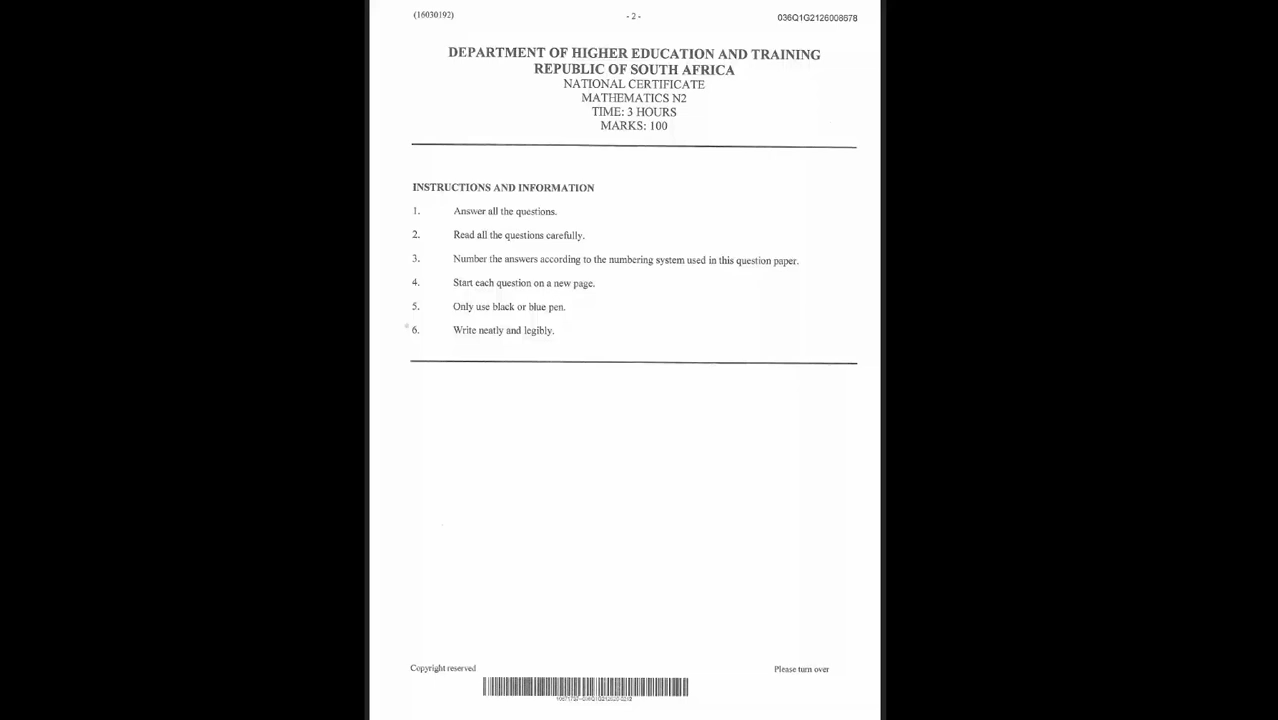 (16030192) - 2 - 036Q1G2126008678
DEPARTMENT OF HIGHER EDUCATION AND TRAINING
REPUBLIC OF SOUTH AFRICA
NATIONAL CERTIFICATE
MATHEMATICS N2
TIME: 3 HOURS
MARKS: 100
INSTRUCTIONS AND INFORMATION
1. Answer all the questions.
2. Read all the questions carefully.
3. Number the answers according to the numbering system used in this question paper.
4. Start each question on a new page.
5. Only use black or blue pen.
6. Write neatly and legibly.
Copyright reserved Please turn over